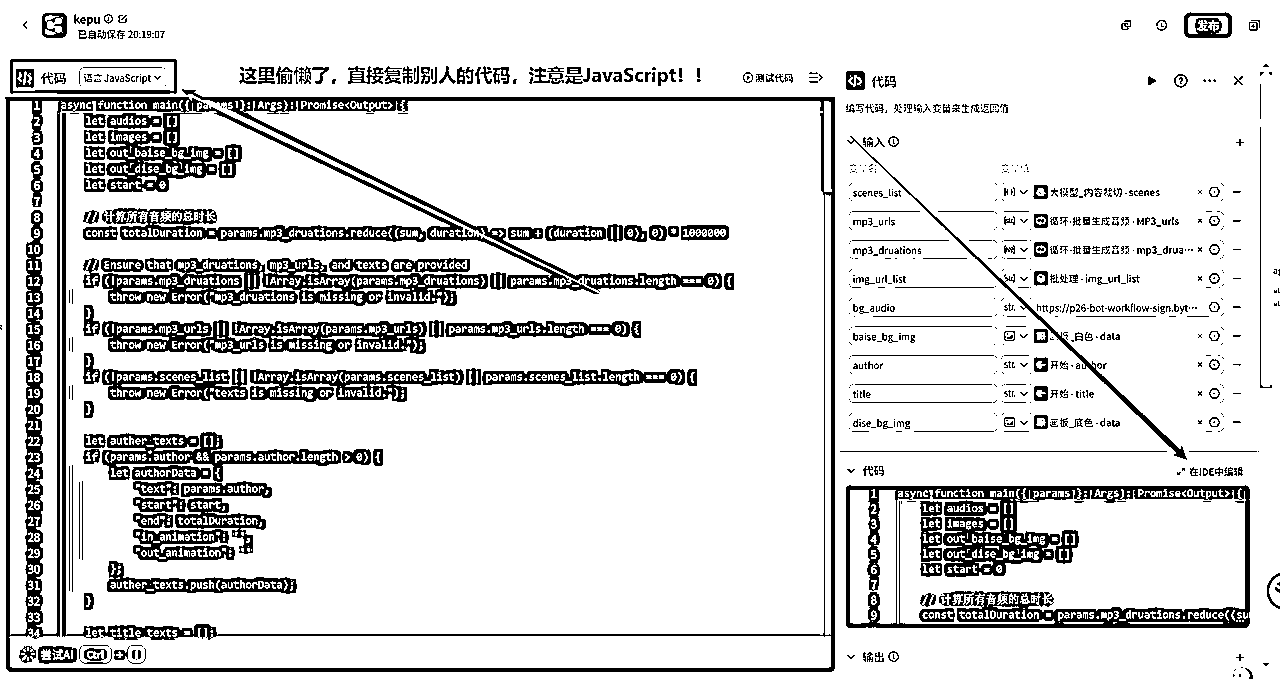 kepu
已自动保存 20:19:07
发布
代码
语言 JavaScript
这里偷懒了，直接复制别人的代码，注意是JavaScript！！
测试代码
1 async function main({ params }: Args): Promise<Output> {
2 let audios = []
3 let images = []
4 let out_baise_bg_img = []
5 let out_dise_bg_img = []
6 let start = 0
7
8 // 计算所有音频的总时长
9 const totalDuration = params.mp3_druations.reduce((sum, duration) => sum + (duration || 0), 0) * 1000000
10
11 // Ensure that mp3_druations, mp3_urls, and texts are provided
12 if (!params.mp3_druations || !Array.isArray(params.mp3_druations) || params.mp3_druations.length === 0) {
13 throw new Error("mp3_druations is missing or invalid.");
14 }
15 if (!params.mp3_urls || !Array.isArray(params.mp3_urls) || params.mp3_urls.length === 0) {
16 throw new Error("mp3_urls is missing or invalid.");
17 }
18 if (!params.scenes_list || !Array.isArray(params.scenes_list) || params.scenes_list.length === 0) {
19 throw new Error("texts is missing or invalid.");
20 }
21
22 let auther_texts = [];
23 if (params.author && params.author.length > 0) {
24 let authorData = {
25 "text": params.author,
26 "start": start,
27 "end": totalDuration,
28 "in_animation": "",
29 "out_animation": ""
30 };
31 auther_texts.push(authorData);
32 }
33
34 let title_texts = [];
尝试AI Ctrl + I
代码
编写代码，处理输入变量来生成返回值
输入
变量名 变量值
scenes_list 大模型_内容裁切 - scenes
mp3_urls 循环-批量生成音频 - MP3_urls
mp3_druations 循环-批量生成音频 - mp3_drua···
img_url_list 批处理 - img_url_list
bg_audio str. https://p26-bot-workflow-sign.byt···
baise_bg_img 画板_白色 - data
author str. 开始 - author
title str. 开始 - title
dise_bg_img 画板_底色 - data
代码 在IDE中编辑
1 async function main({ params }: Args): Promise<Output> {
2 let audios = []
3 let images = []
4 let out_baise_bg_img = []
5 let out_dise_bg_img = []
6 let start = 0
7
8 // 计算所有音频的总时长
9 const totalDuration = params.mp3_druations.reduce((su
输出